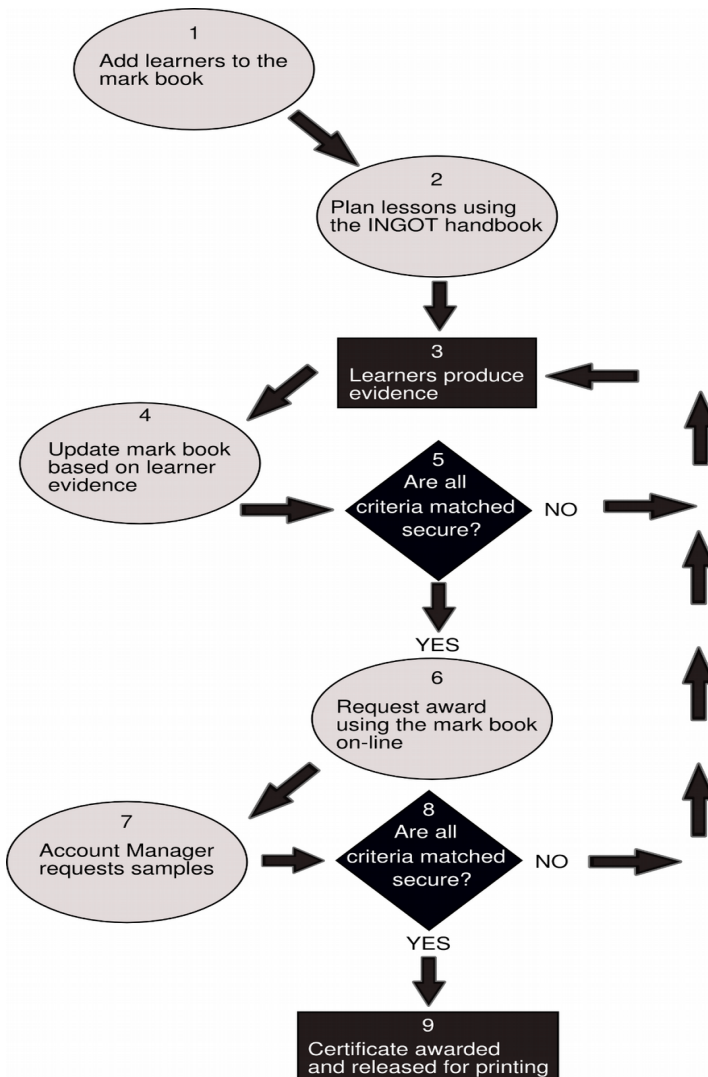 1
Add learners to the
mark book
2
Plan lessons using
the INGOT handbook
3
Learners produce
evidence
4
Update mark book
based on learner
evidence
5
Are all
criteria matched
secure?
NO
YES
6
Request award
using the mark book
on-line
7
Account Manager
requests samples
8
Are all
criteria matched
secure?
NO
YES
9
Certificate awarded
and released for printing